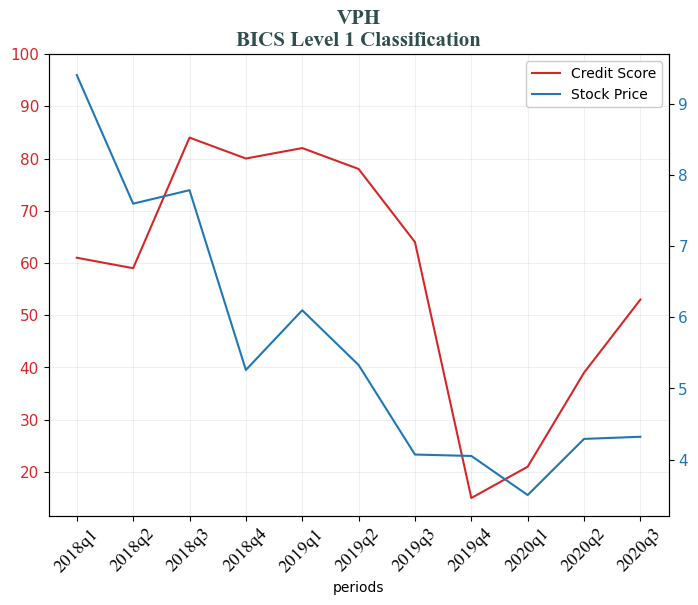 VPH
BICS Level 1 Classification
Credit Score
Stock Price
100
90
80
70
60
50
40
30
20
9
8
7
6
5
4
2018q1
2018q2
2018q3
2018q4
2019q1
2019q2
2019q3
2019q4
2020q1
2020q2
2020q3
periods